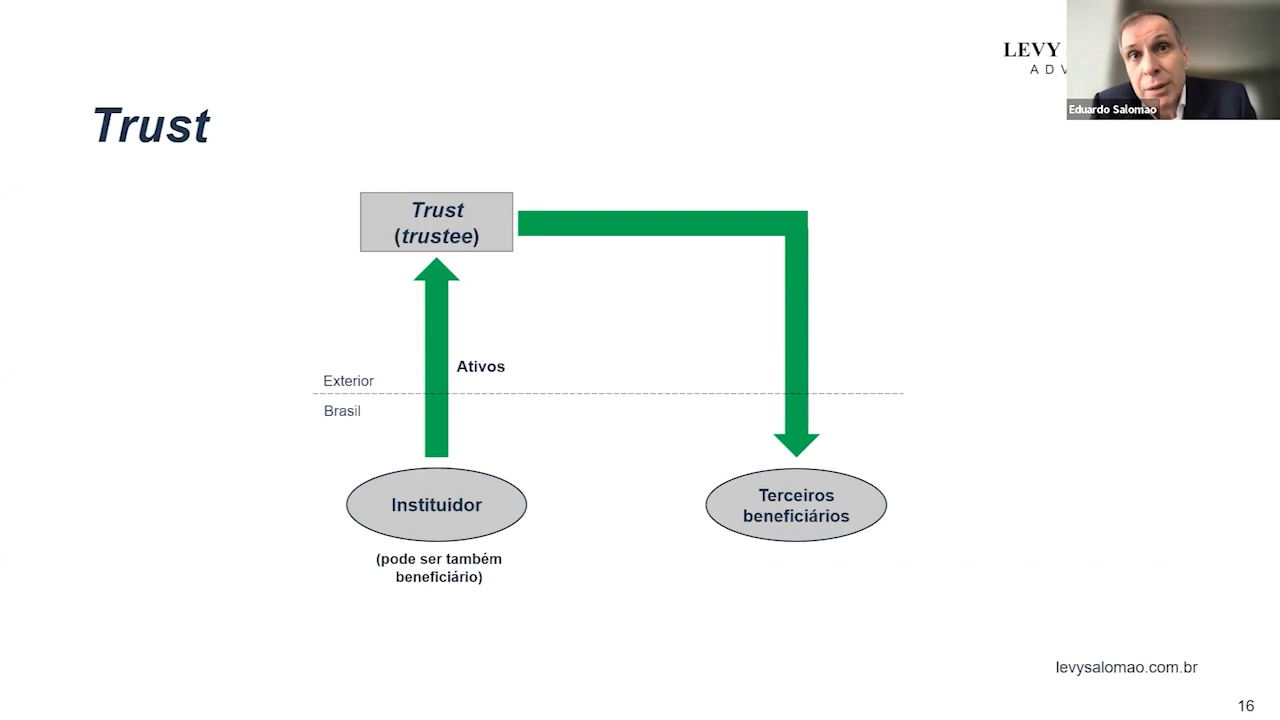 LEVY
ADV
Eduardo Salomao
Trust
Trust
(trustee)
Ativos
Exterior
Brasil
Instituidor
(pode ser também
beneficiário)
Terceiros
beneficiários
levysalomao.com.br
16